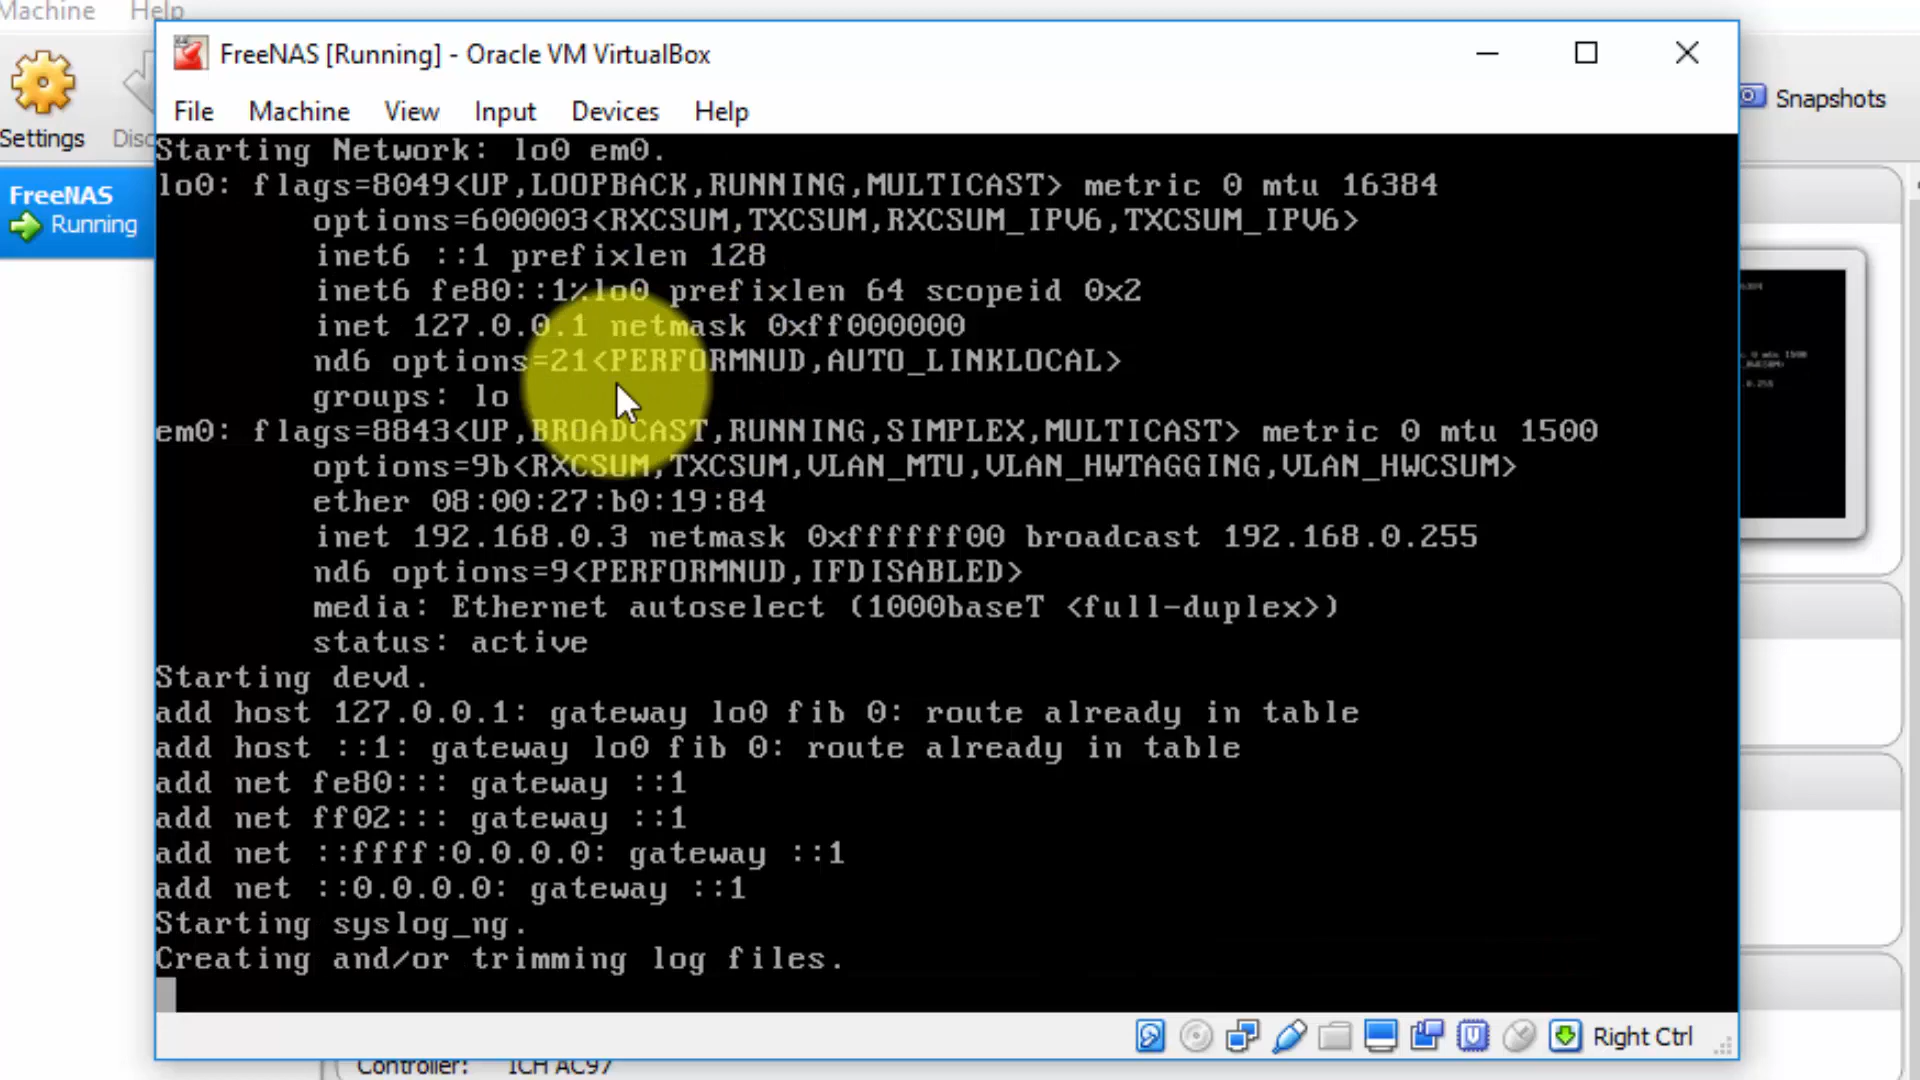 Machine Help
FreeNAS [Running] - Oracle VM VirtualBox
File Machine View Input Devices Help
Settings
Disc
Snapshots
FreeNAS
Running
Starting Network: lo0 em0.
lo0: flags=8049<UP,LOOPBACK,RUNNING,MULTICAST> metric 0 mtu 16384
options=600003<RXCSUM,TXCSUM,RXCSUM_IPV6,TXCSUM_IPV6>
inet6 ::1 prefixlen 128
inet6 fe80::1%lo0 prefixlen 64 scopeid 0x2
inet 127.0.0.1 netmask 0xff000000
nd6 options=21<PERFORMNUD,AUTO_LINKLOCAL>
groups: lo
em0: flags=8843<UP,BROADCAST,RUNNING,SIMPLEX,MULTICAST> metric 0 mtu 1500
options=9b<RXCSUM,TXCSUM,VLAN_MTU,VLAN_HWTAGGING,VLAN_HWCSUM>
ether 08:00:27:b0:19:84
inet 192.168.0.3 netmask 0xffffff00 broadcast 192.168.0.255
nd6 options=9<PERFORMNUD,IFDISABLED>
media: Ethernet autoselect (1000baseT <full-duplex>)
status: active
Starting devd.
add host 127.0.0.1: gateway lo0 fib 0: route already in table
add host ::1: gateway lo0 fib 0: route already in table
add net fe80::: gateway ::1
add net ff02::: gateway ::1
add net ::ffff:0.0.0.0: gateway ::1
add net ::0.0.0.0: gateway ::1
Starting syslog_ng.
Creating and/or trimming log files.
Right Ctrl
Controller: ICH AC97